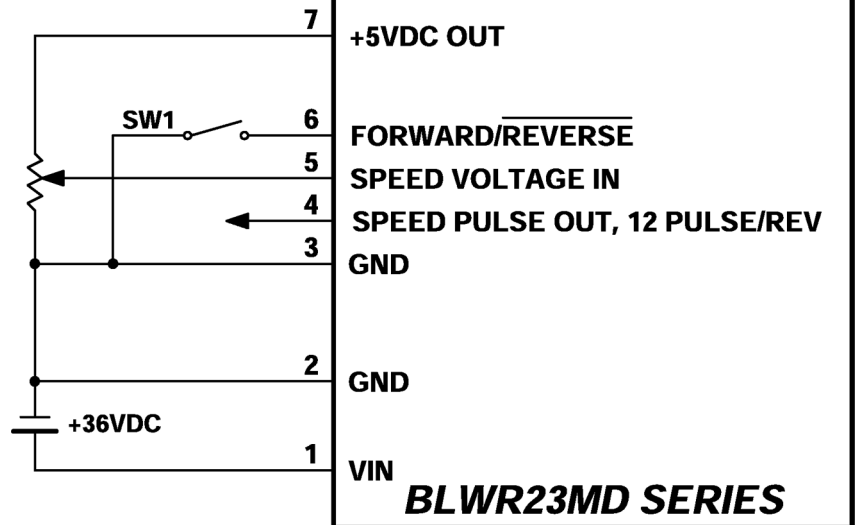 7
+5VDC OUT
SW1
6
FORWARD/REVERSE
5
SPEED VOLTAGE IN
4
SPEED PULSE OUT, 12 PULSE/REV
3
GND
2
GND
+36VDC
1
VIN
BLWR23MD SERIES